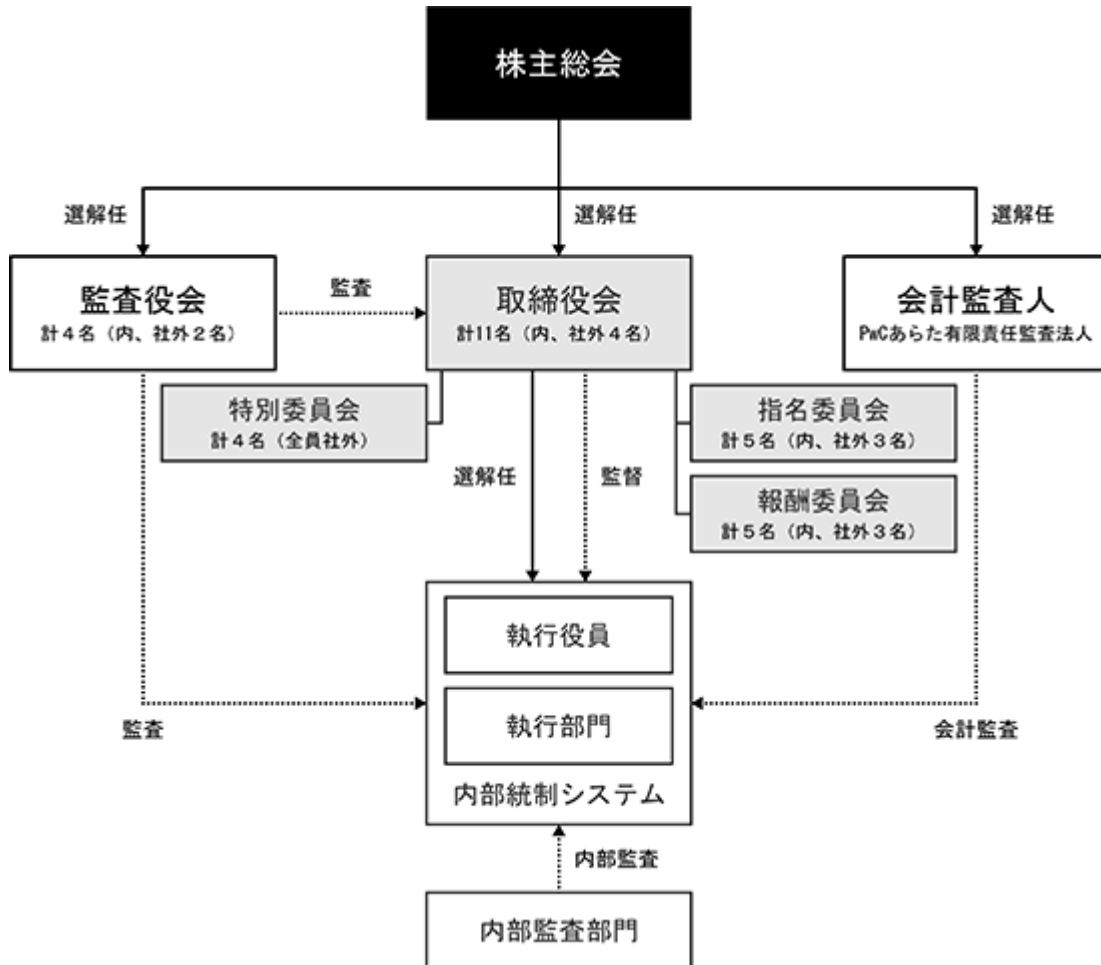 株主総会
選解任
選解任
選解任
監査役会
計4名（内、社外2名）
監査
取締役会
計11名（内、社外4名）
会計監査人
PwCあらた有限責任監査法人
特別委員会
計4名（全員社外）
指名委員会
計5名（内、社外3名）
選解任
監督
報酬委員会
計5名（内、社外3名）
執行役員
監査
執行部門
会計監査
内部統制システム
内部監査
内部監査部門